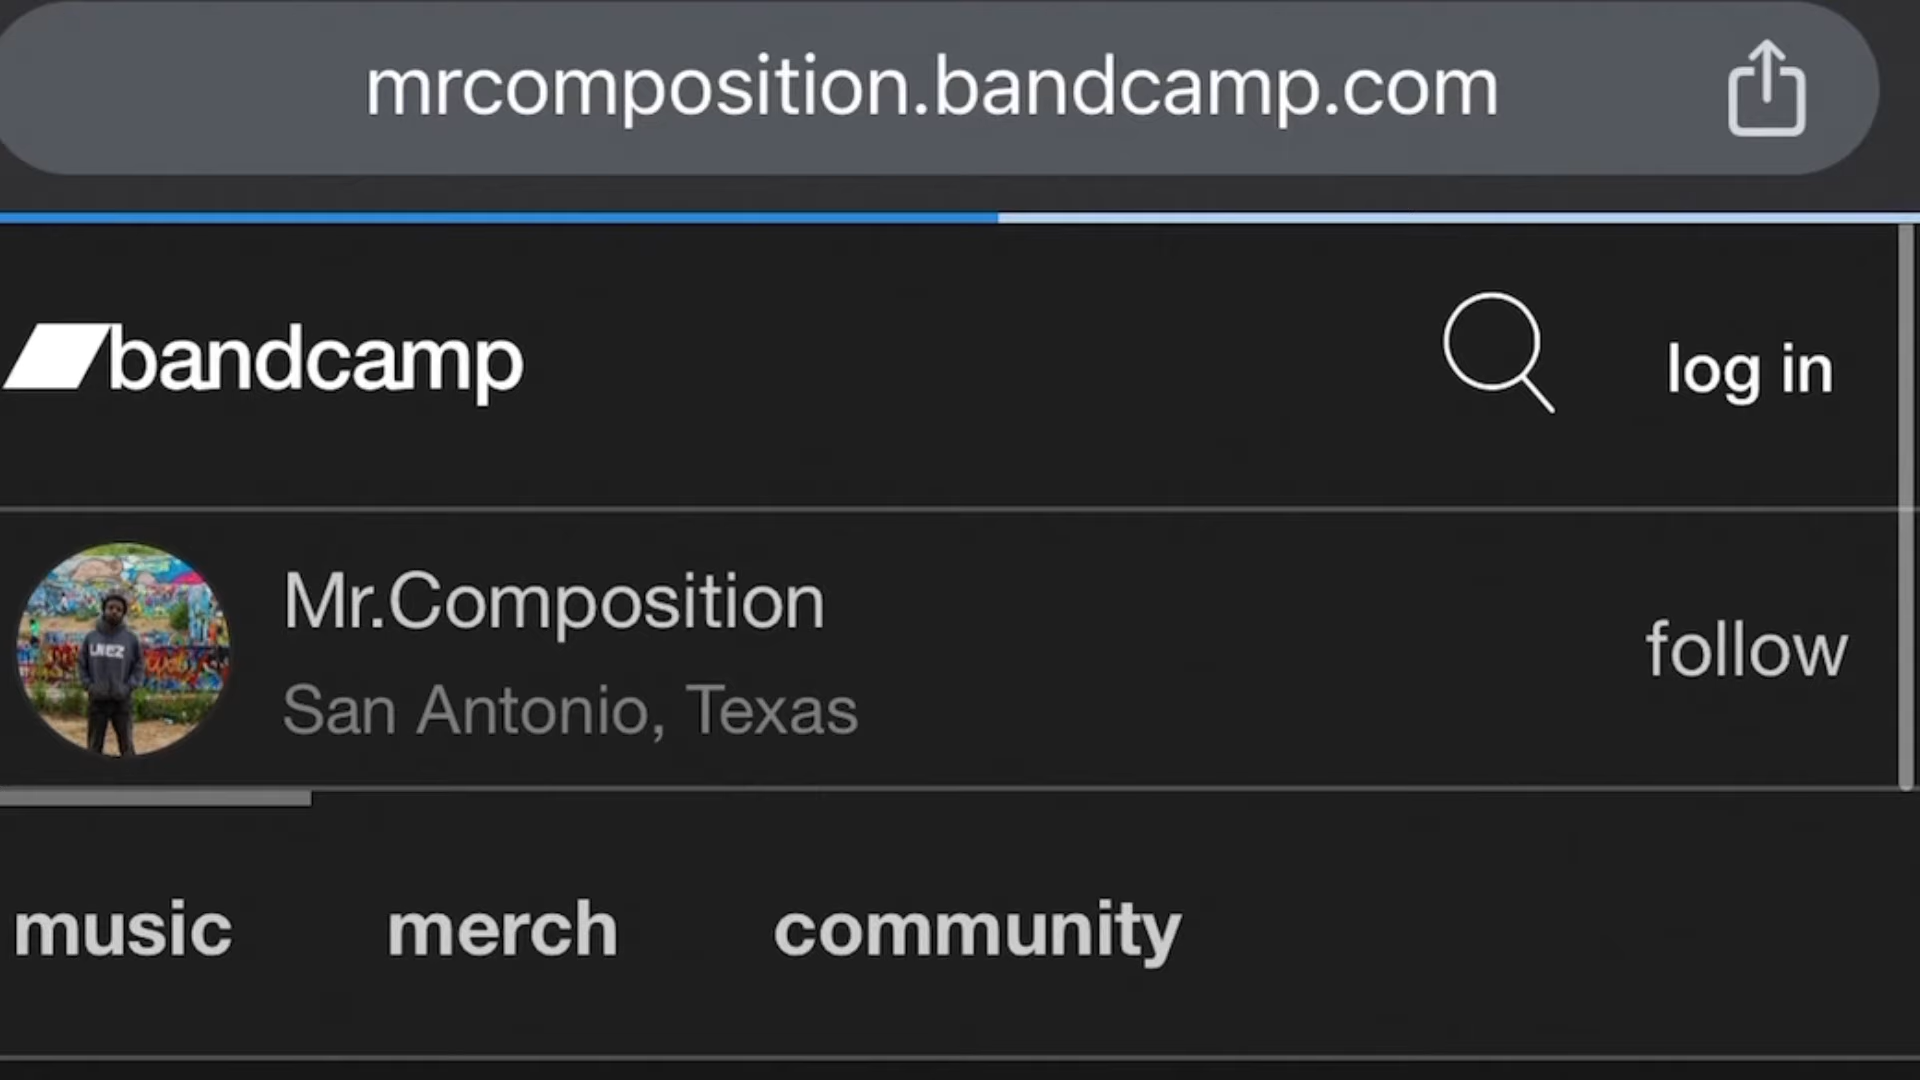 mrcomposition.bandcamp.com
bandcamp
log in
Mr.Composition
San Antonio, Texas
follow
music
merch
community